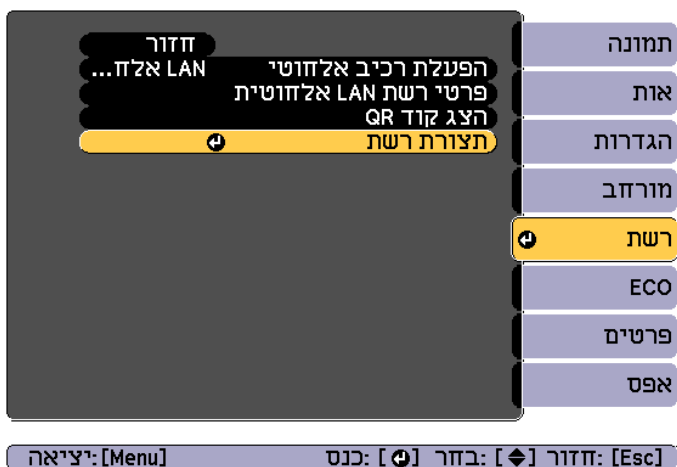 תמונה
אות
הגדרות
מורחב
רשת
ECO
פרטים
אפס
חזור
הפעלת רכיב אלחוטי LAN אלח...
פרטי רשת LAN אלחוטית
הצג קוד QR
תצורת רשת
[Esc] :חזור [] :בחר [] :כנס [Menu]:יציאה